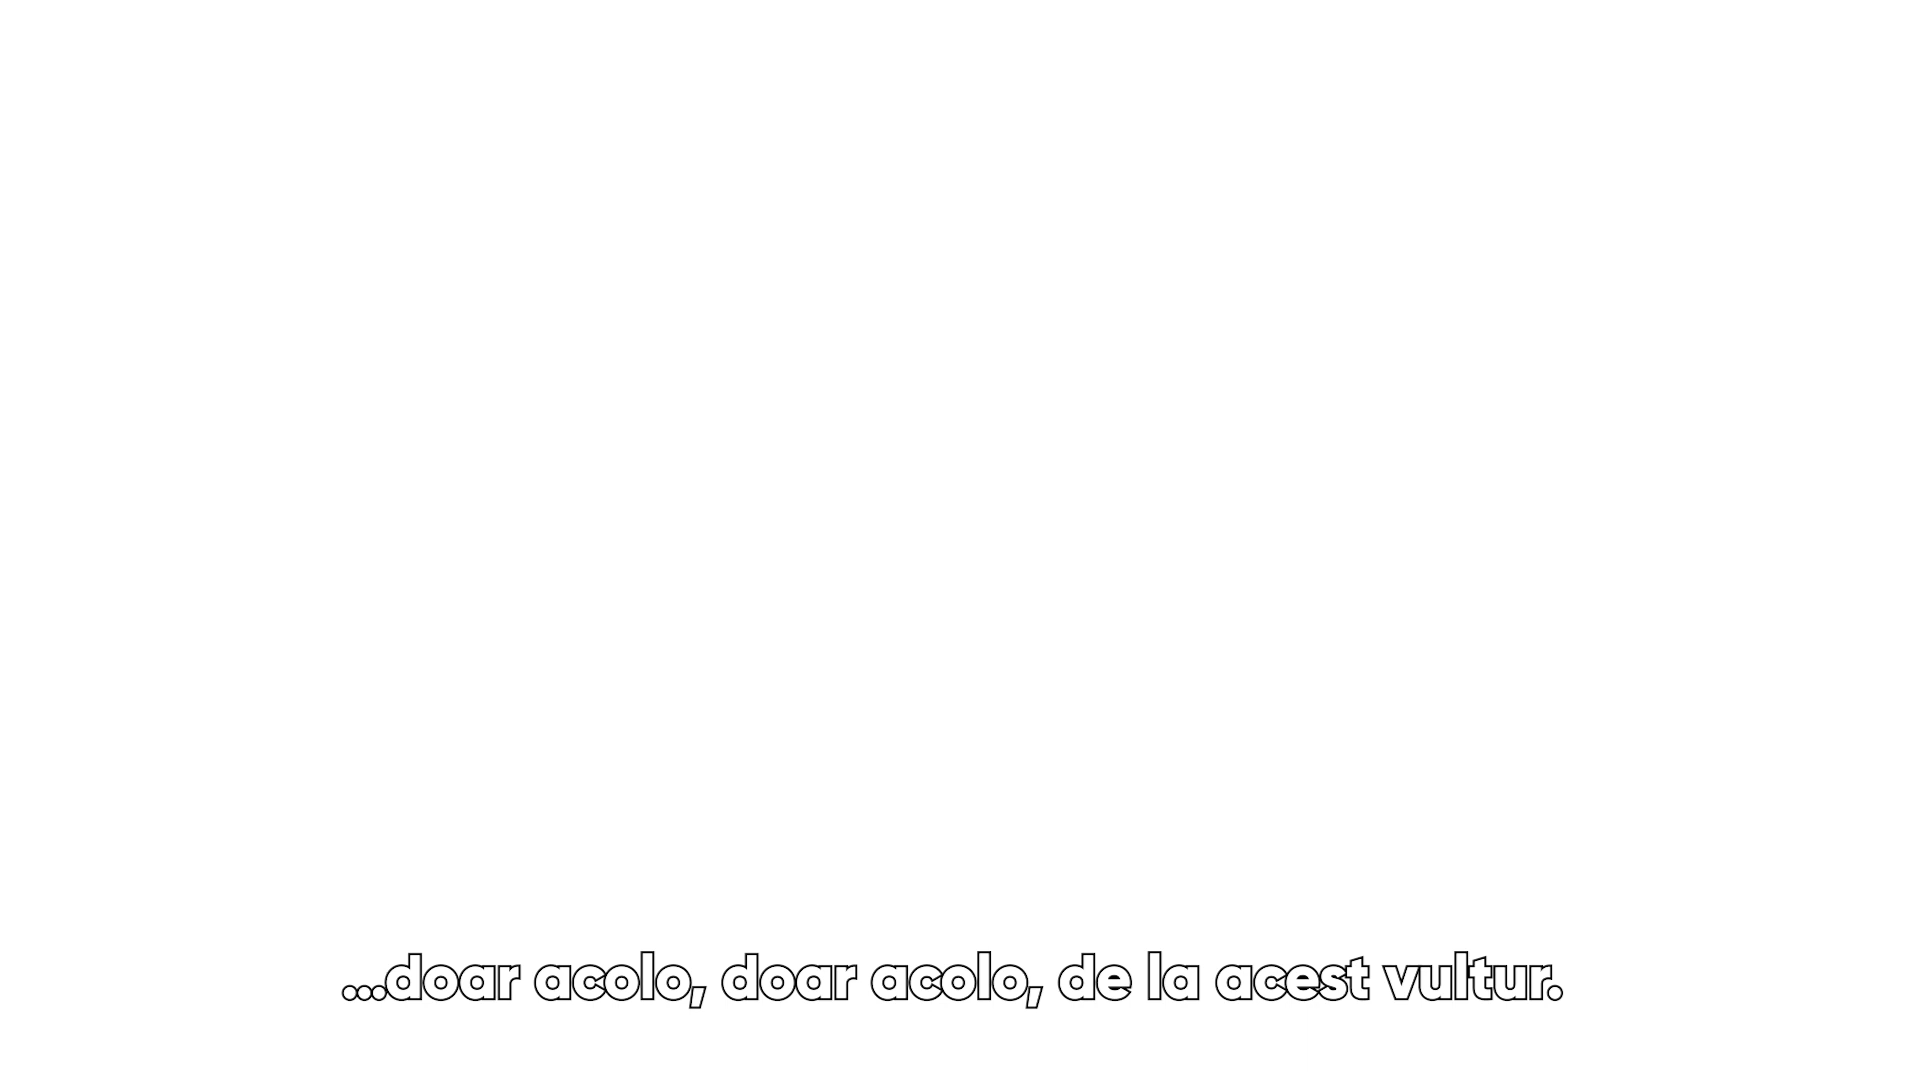 ...doar acolo, doar acolo, de la acest vultur.